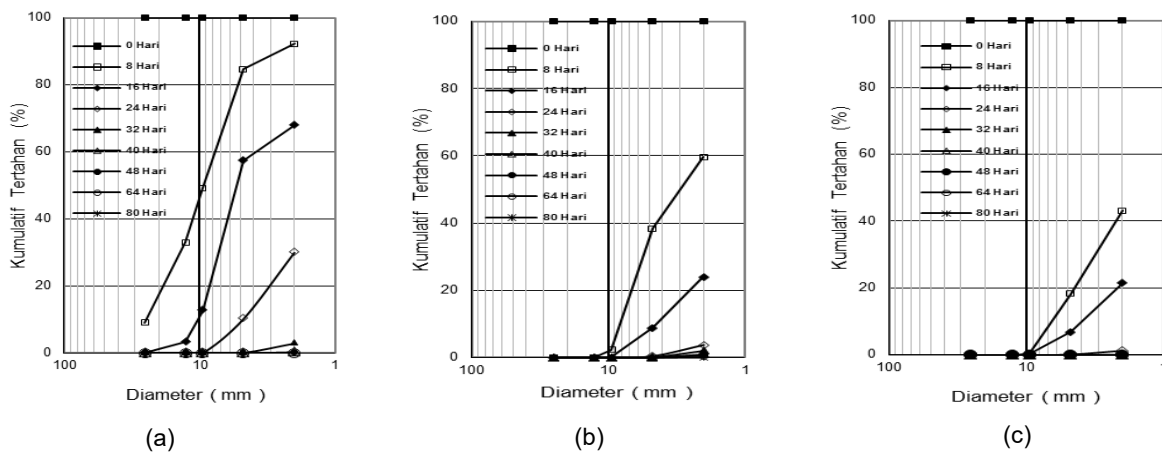 100
80
60
40
20
0
Kumulatif Tertahan (%)
0 Hari
8 Hari
16 Hari
24 Hari
32 Hari
40 Hari
48 Hari
64 Hari
80 Hari
100
10
1
Diameter ( mm )
(a)
100
80
60
40
20
0
Kumulatif Tertahan (%)
0 Hari
8 Hari
16 Hari
24 Hari
32 Hari
40 Hari
48 Hari
64 Hari
80 Hari
100
10
1
Diameter ( mm )
(b)
100
80
60
40
20
0
Kumulatif Tertahan (%)
0 Hari
8 Hari
16 Hari
24 Hari
32 Hari
40 Hari
48 Hari
64 Hari
80 Hari
100
10
1
Diameter ( mm )
(c)